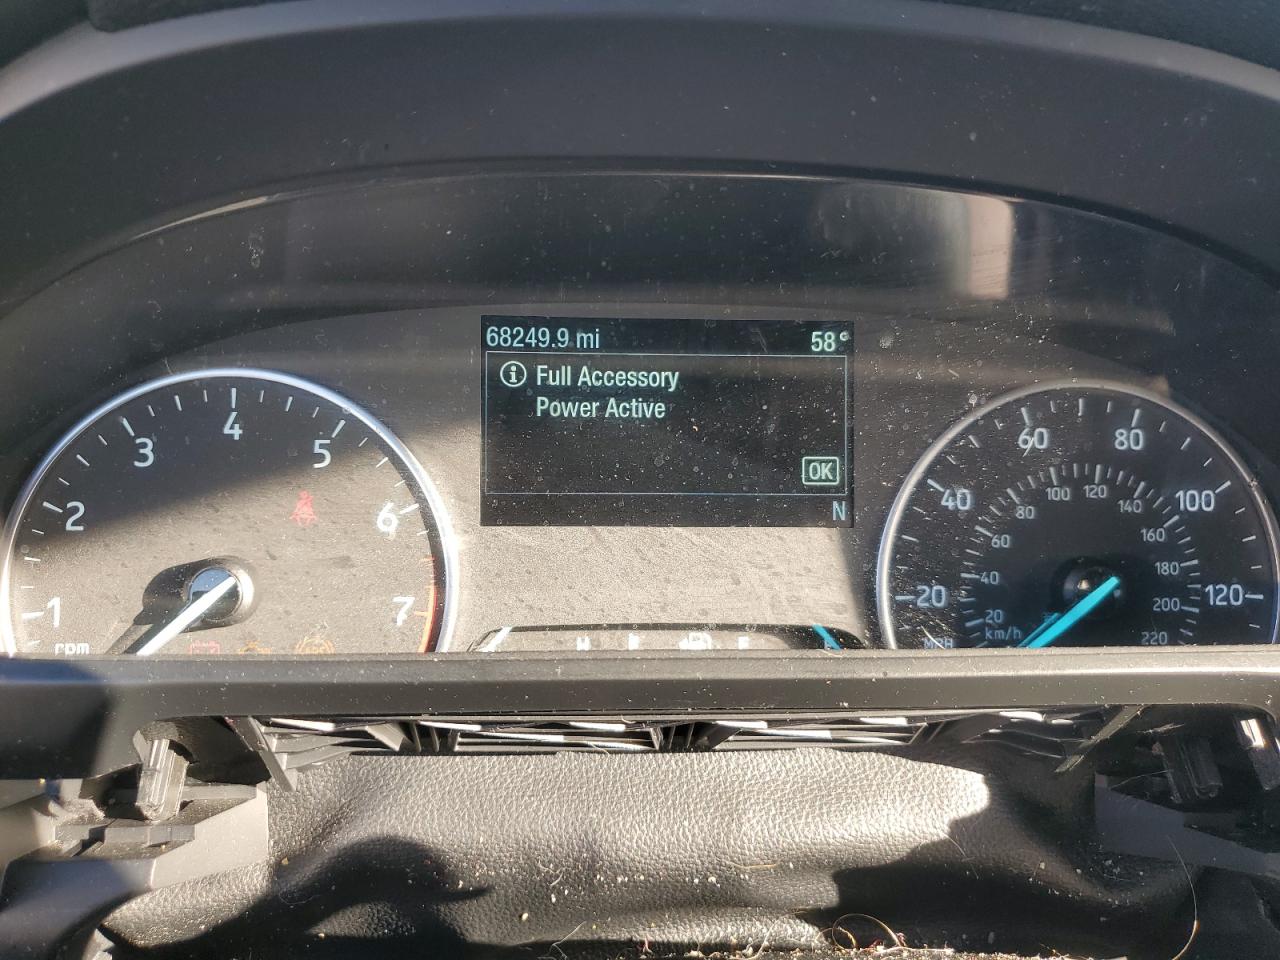 68249.9 mi 58°
Full Accessory
Power Active
OK
N
1 2 3 4 5 6 7
rpm
20 40 60 80 100 120
MPH
20 40 60 80 100 120 140 160 180 200 220
km/h
H E F